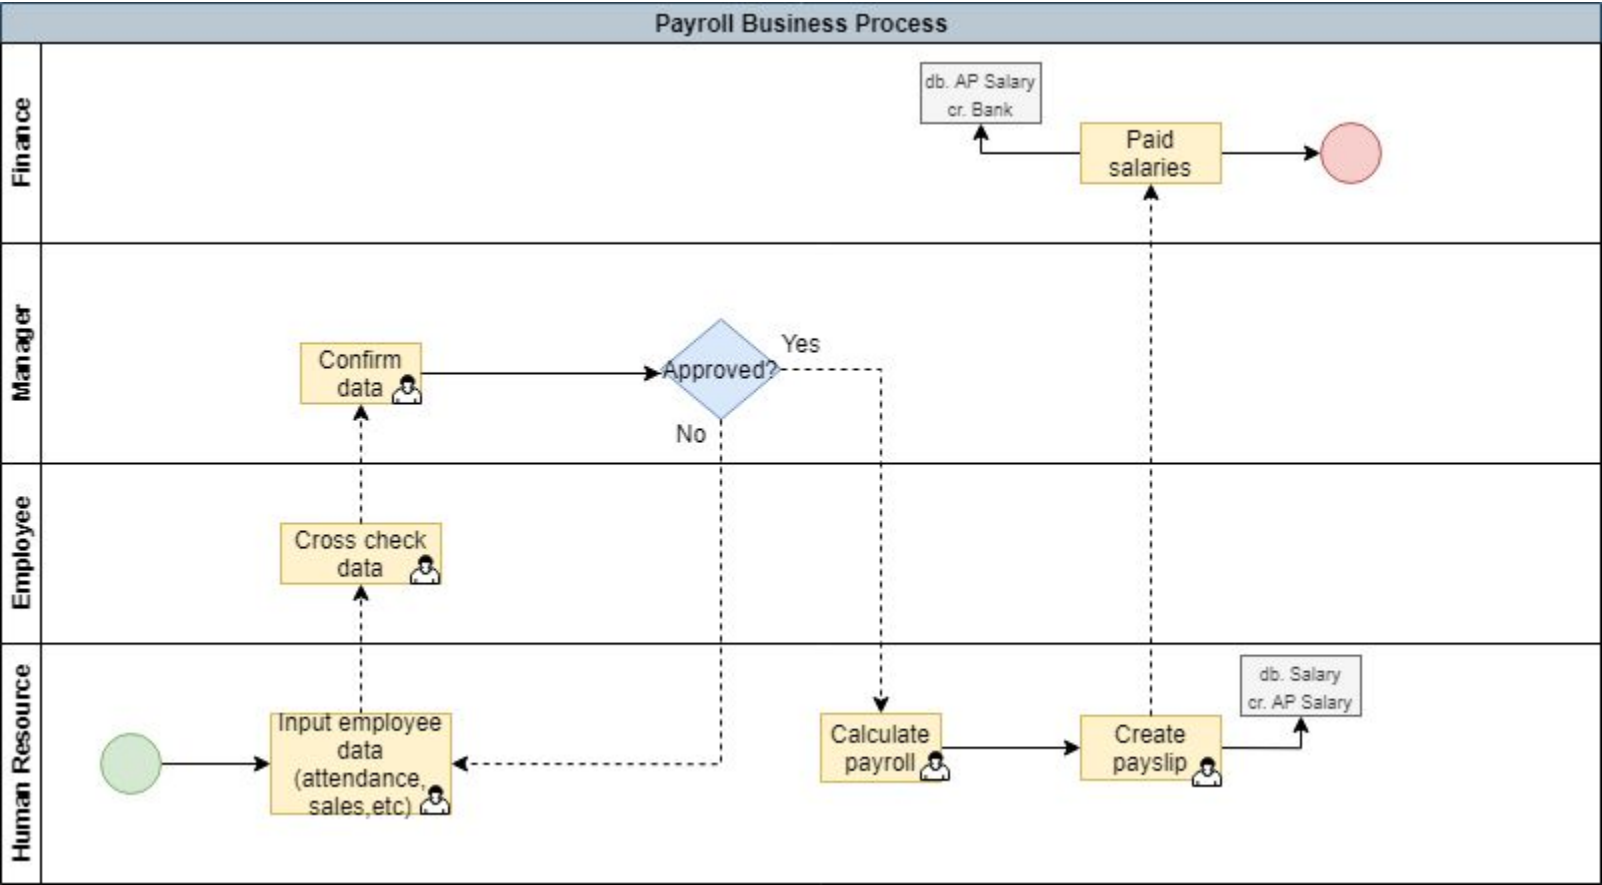 Payroll Business Process
Finance
db. AP Salary
cr. Bank
Paid
salaries
Manager
Confirm
data
Approved?
Yes
No
Employee
Cross check
data
Human Resource
Input employee
data
(attendance,
sales,etc)
Calculate
payroll
Create
payslip
db. Salary
cr. AP Salary